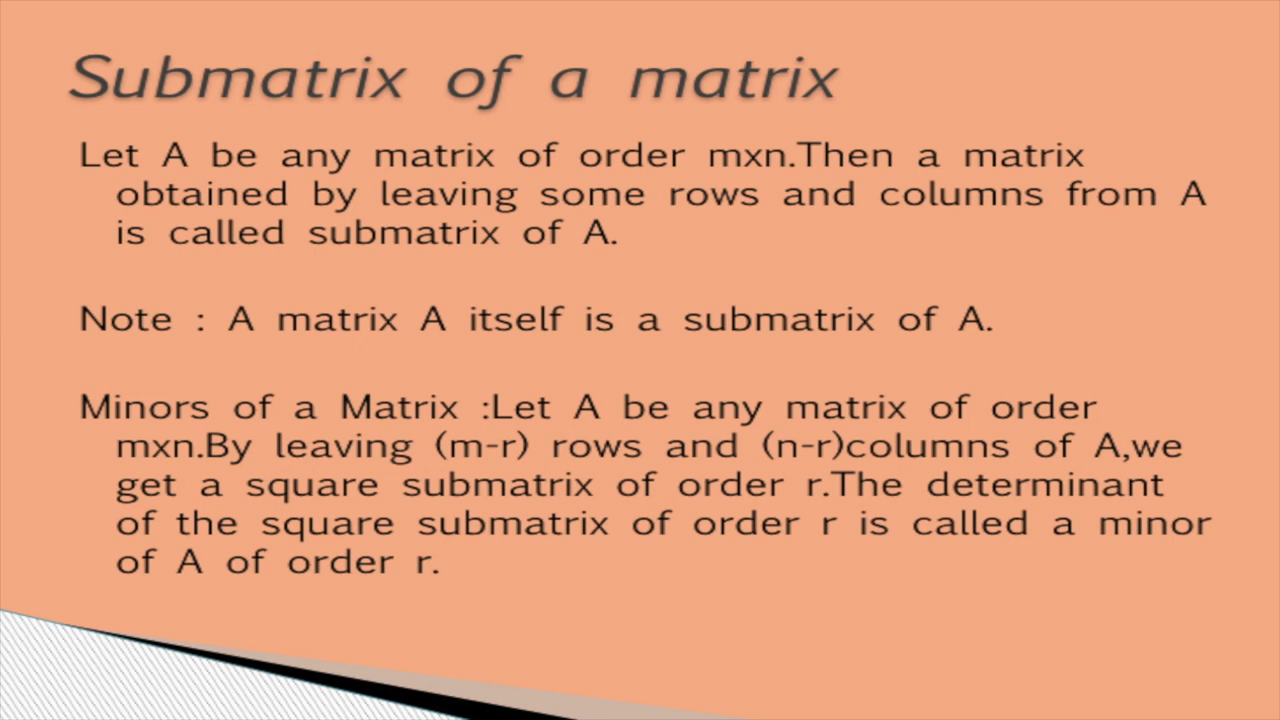 Submatrix of a matrix
Let A be any matrix of order mxn.Then a matrix
obtained by leaving some rows and columns from A
is called submatrix of A.
Note : A matrix A itself is a submatrix of A.
Minors of a Matrix :Let A be any matrix of order
mxn.By leaving (m-r) rows and (n-r)columns of A,we
get a square submatrix of order r.The determinant
of the square submatrix of order r is called a minor
of A of order r.